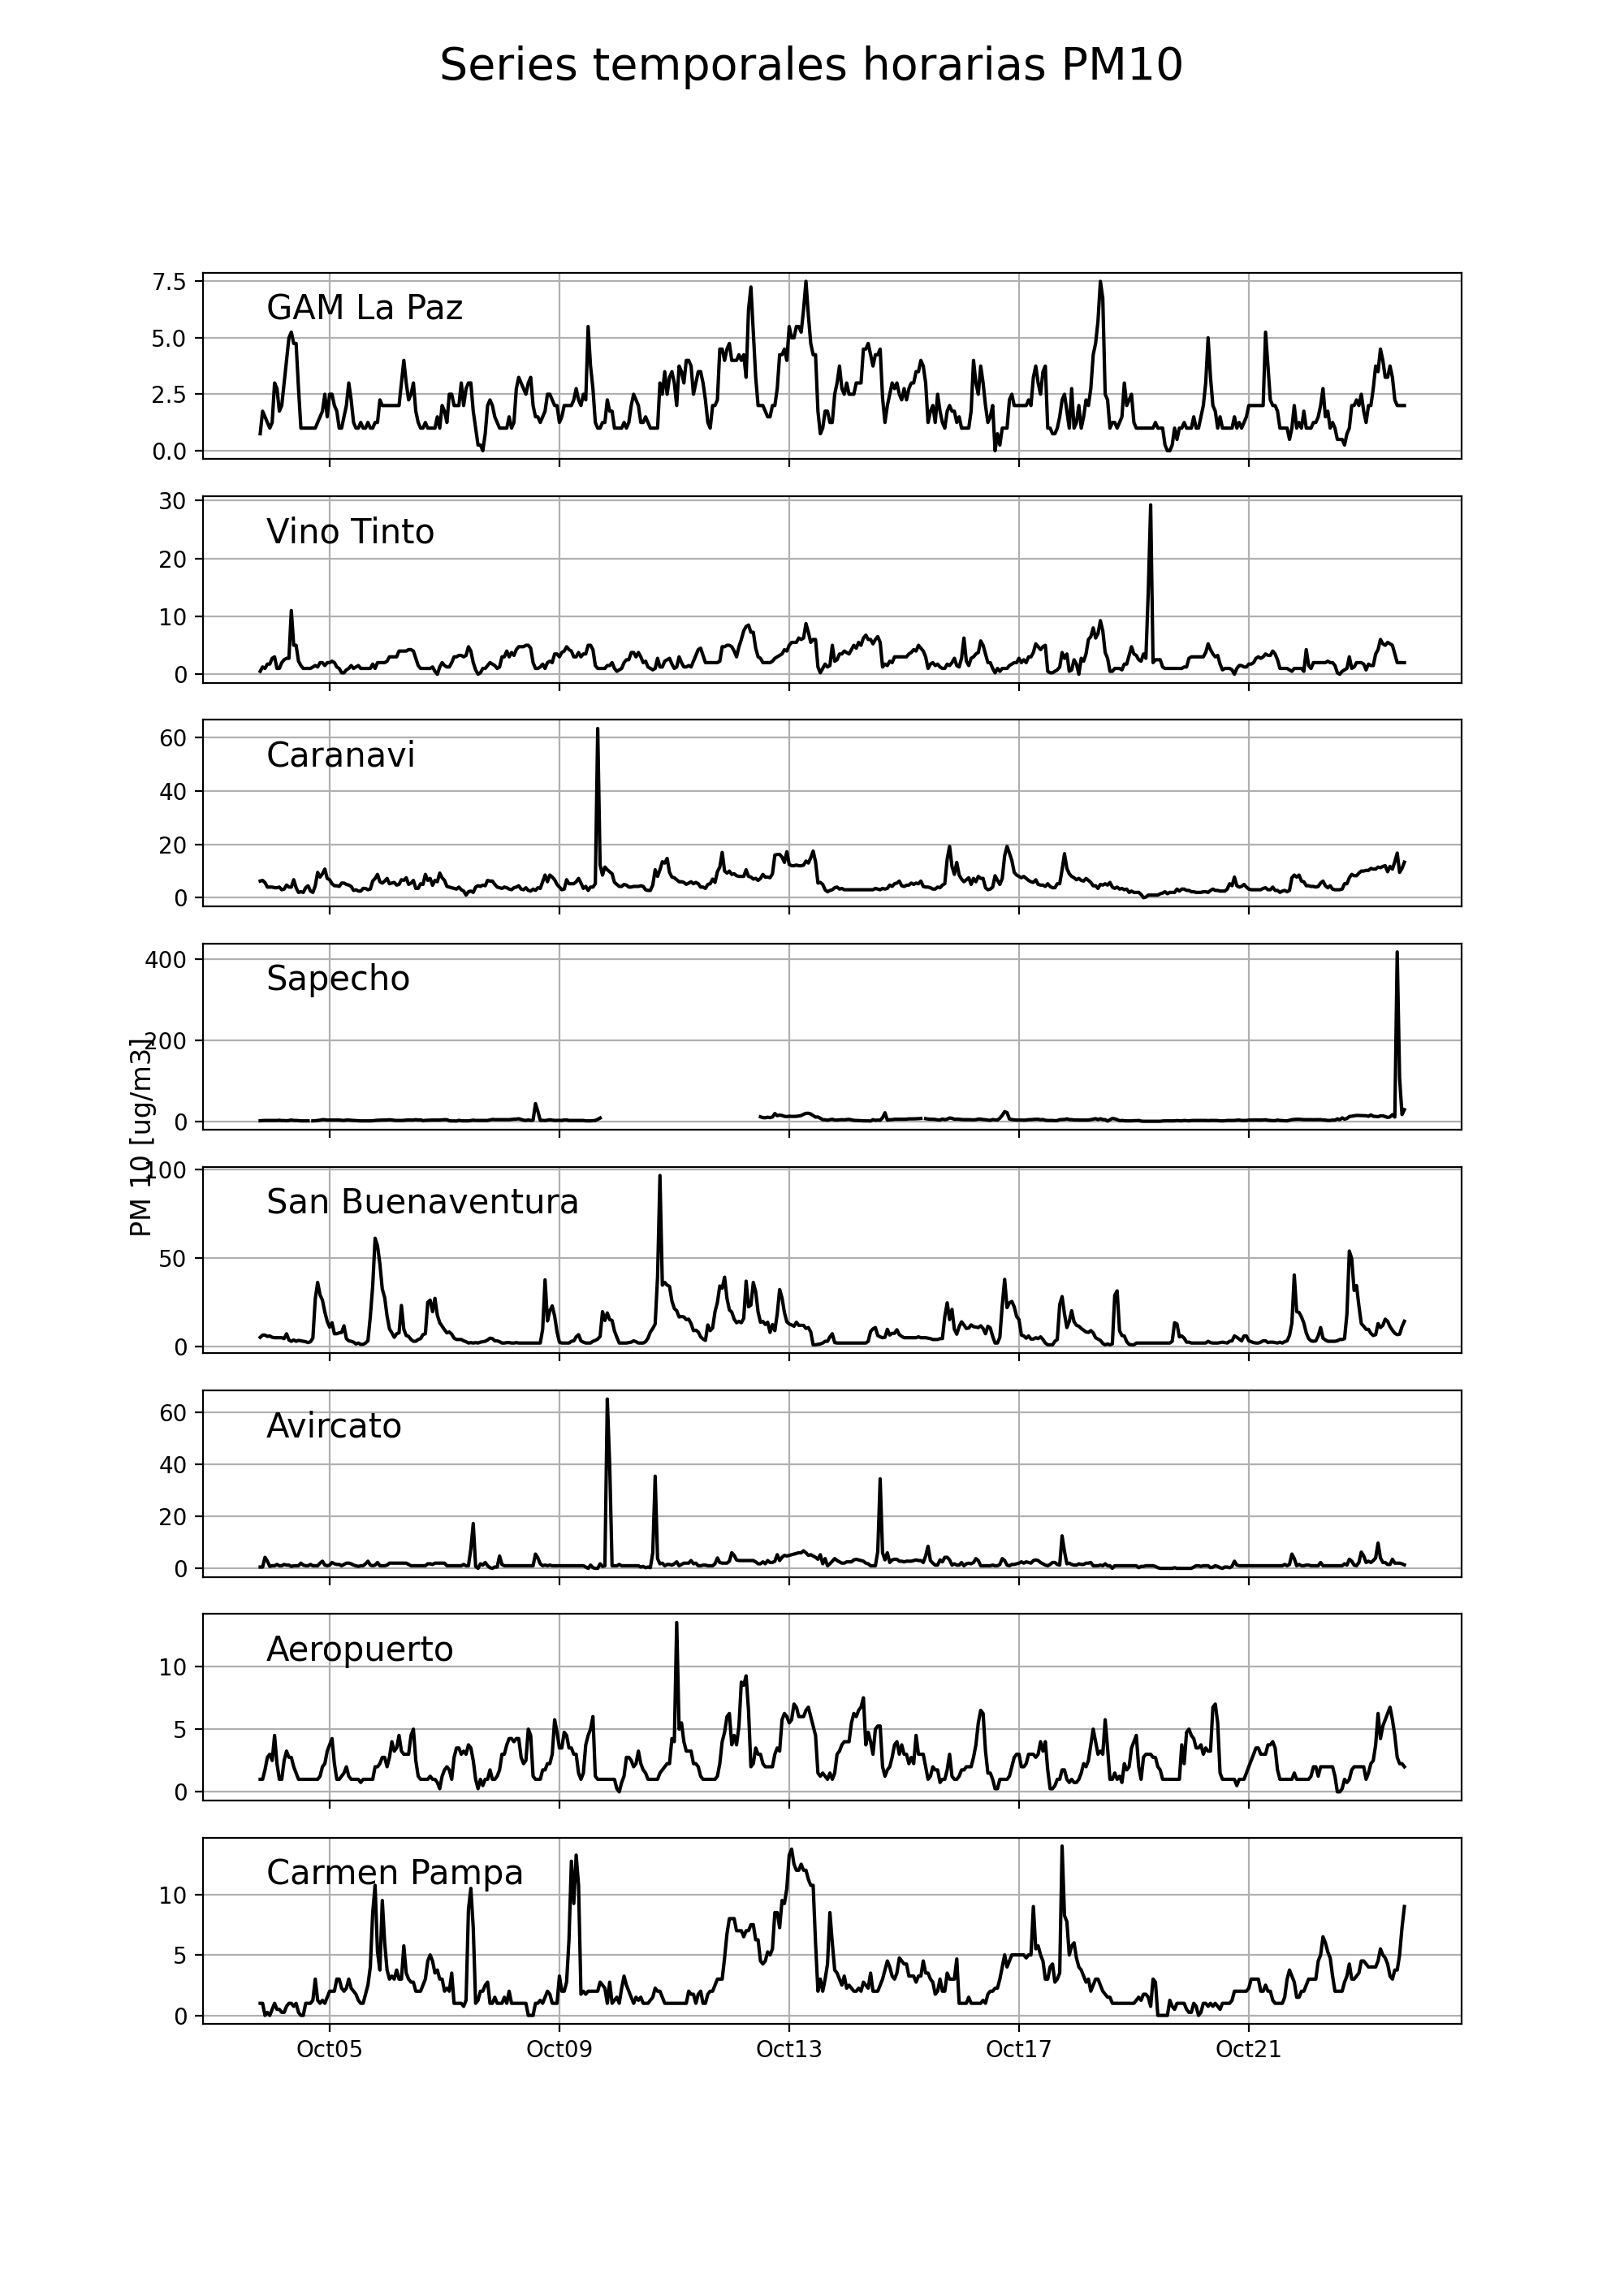 Series temporales horarias PM10
7.5
GAM La Paz
5.0
2.5
0.0
30
Vino Tinto
20
10
0
60
Caranavi
40
20
0
400
Sapecho
200
0
PM 10 [ug/m3]
100
San Buenaventura
50
0
60
Avircato
40
20
0
Aeropuerto
10
5
0
Carmen Pampa
10
5
0
Oct05 Oct09 Oct13 Oct17 Oct21